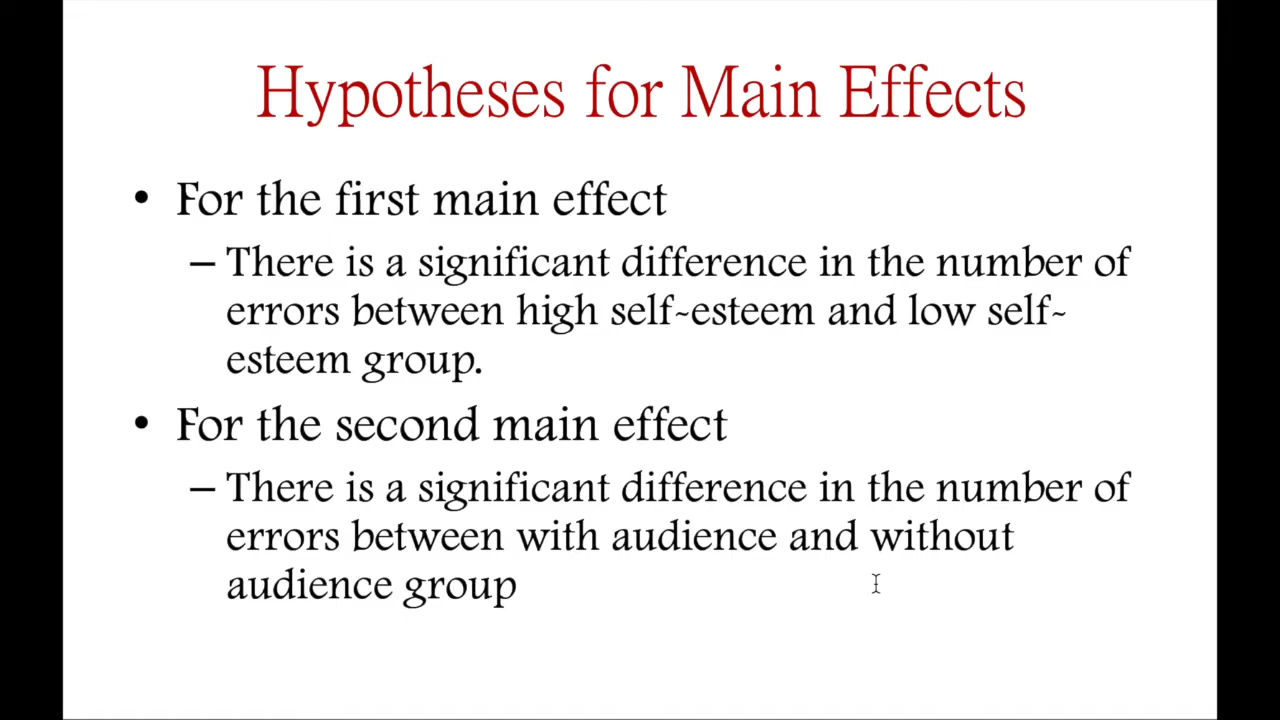 Hypotheses for Main Effects
• For the first main effect
– There is a significant difference in the number of
errors between high self-esteem and low self-
esteem group.
• For the second main effect
– There is a significant difference in the number of
errors between with audience and without
audience group